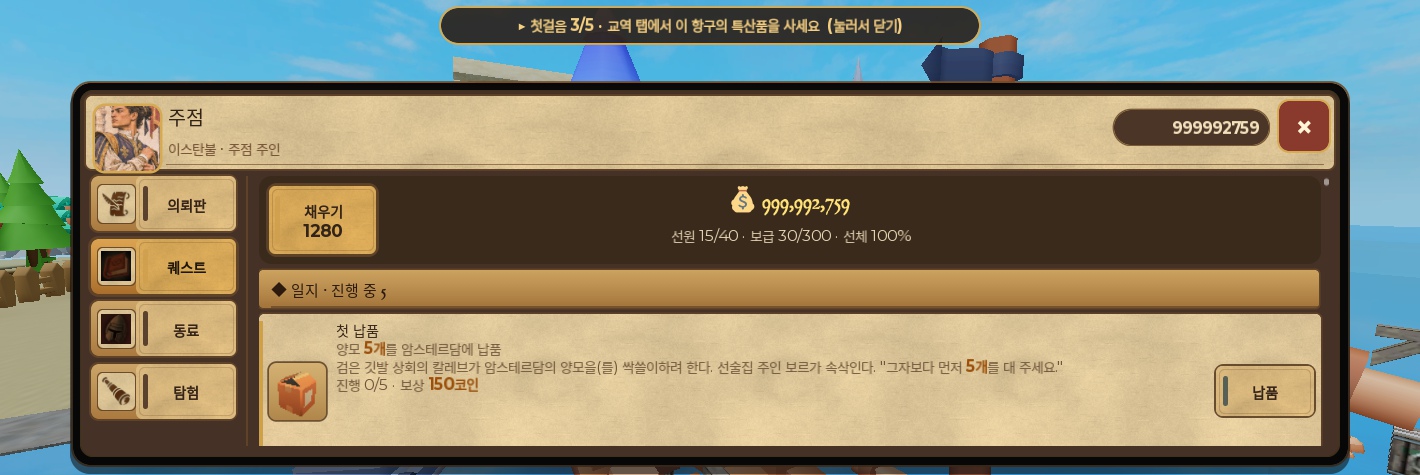 ▸ 첫걸음 3/5 · 교역 탭에서 이 항구의 특산품을 사세요 (눌러서 닫기)
주점
이스탄불 · 주점 주인
999992759
×
의뢰판
퀘스트
동료
탐험
채우기
1280
999,992,759
선원 15/40 · 보급 30/300 · 선체 100%
◆ 일지 · 진행 중 5
첫 납품
양모 5개를 암스테르담에 납품
검은 깃발 상회의 칼레브가 암스테르담의 양모을(를) 싹쓸이하려 한다. 선술집 주인 보르가 속삭인다. "그자보다 먼저 5개를 대 주세요."
진행 0/5 · 보상 150코인
납품